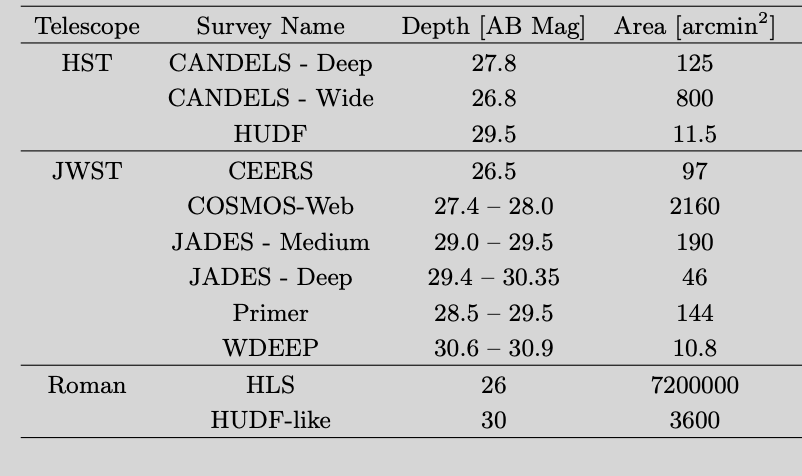 Telescope Survey Name Depth [AB Mag] Area [arcmin²]
HST CANDELS - Deep 27.8 125
CANDELS - Wide 26.8 800
HUDF 29.5 11.5
JWST CEERS 26.5 97
COSMOS-Web 27.4 – 28.0 2160
JADES - Medium 29.0 – 29.5 190
JADES - Deep 29.4 – 30.35 46
Primer 28.5 – 29.5 144
WDEEP 30.6 – 30.9 10.8
Roman HLS 26 7200000
HUDF-like 30 3600